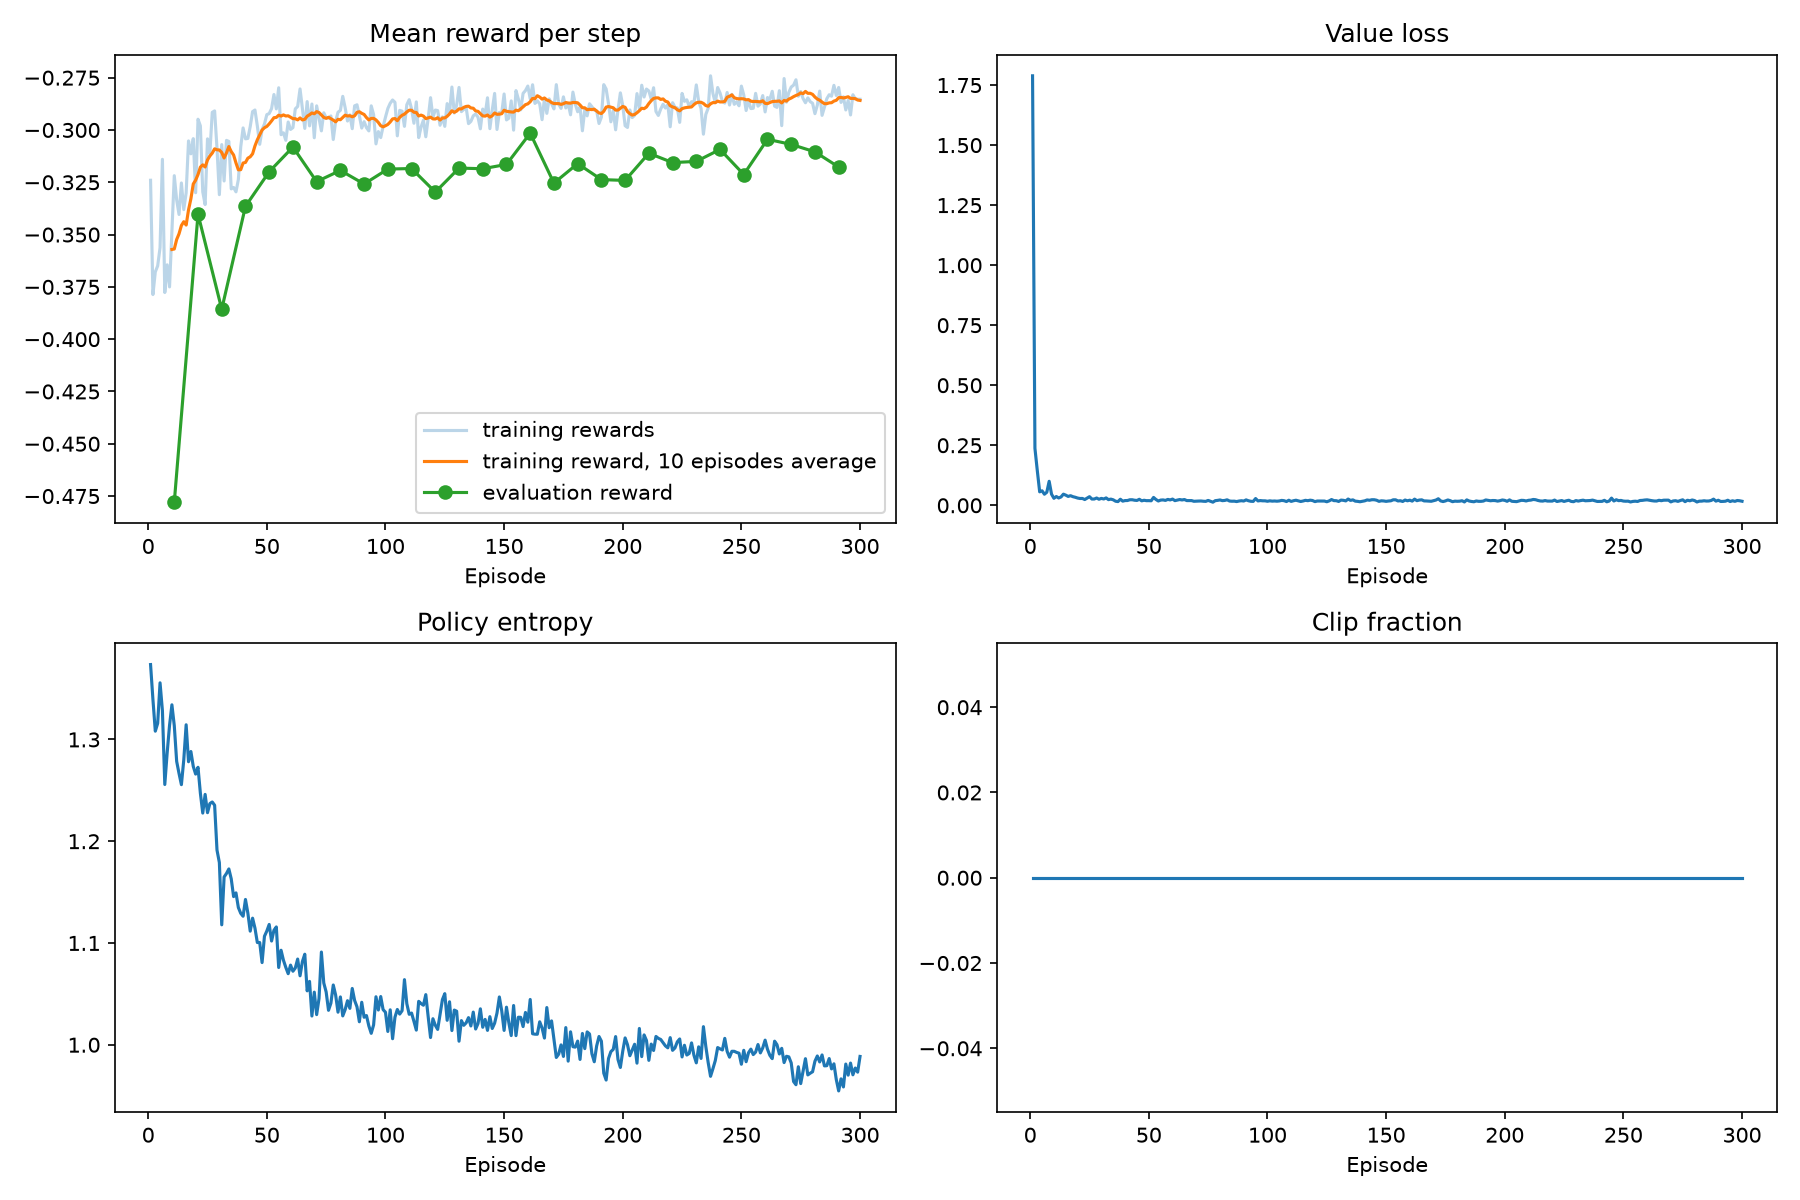 Mean reward per step
−0.275
−0.300
−0.325
−0.350
−0.375
−0.400
−0.425
−0.450
−0.475
training rewards
training reward, 10 episodes average
evaluation reward
0 50 100 150 200 250 300
Episode
Value loss
1.75
1.50
1.25
1.00
0.75
0.50
0.25
0.00
0 50 100 150 200 250 300
Episode
Policy entropy
1.3
1.2
1.1
1.0
0 50 100 150 200 250 300
Episode
Clip fraction
0.04
0.02
0.00
−0.02
−0.04
0 50 100 150 200 250 300
Episode